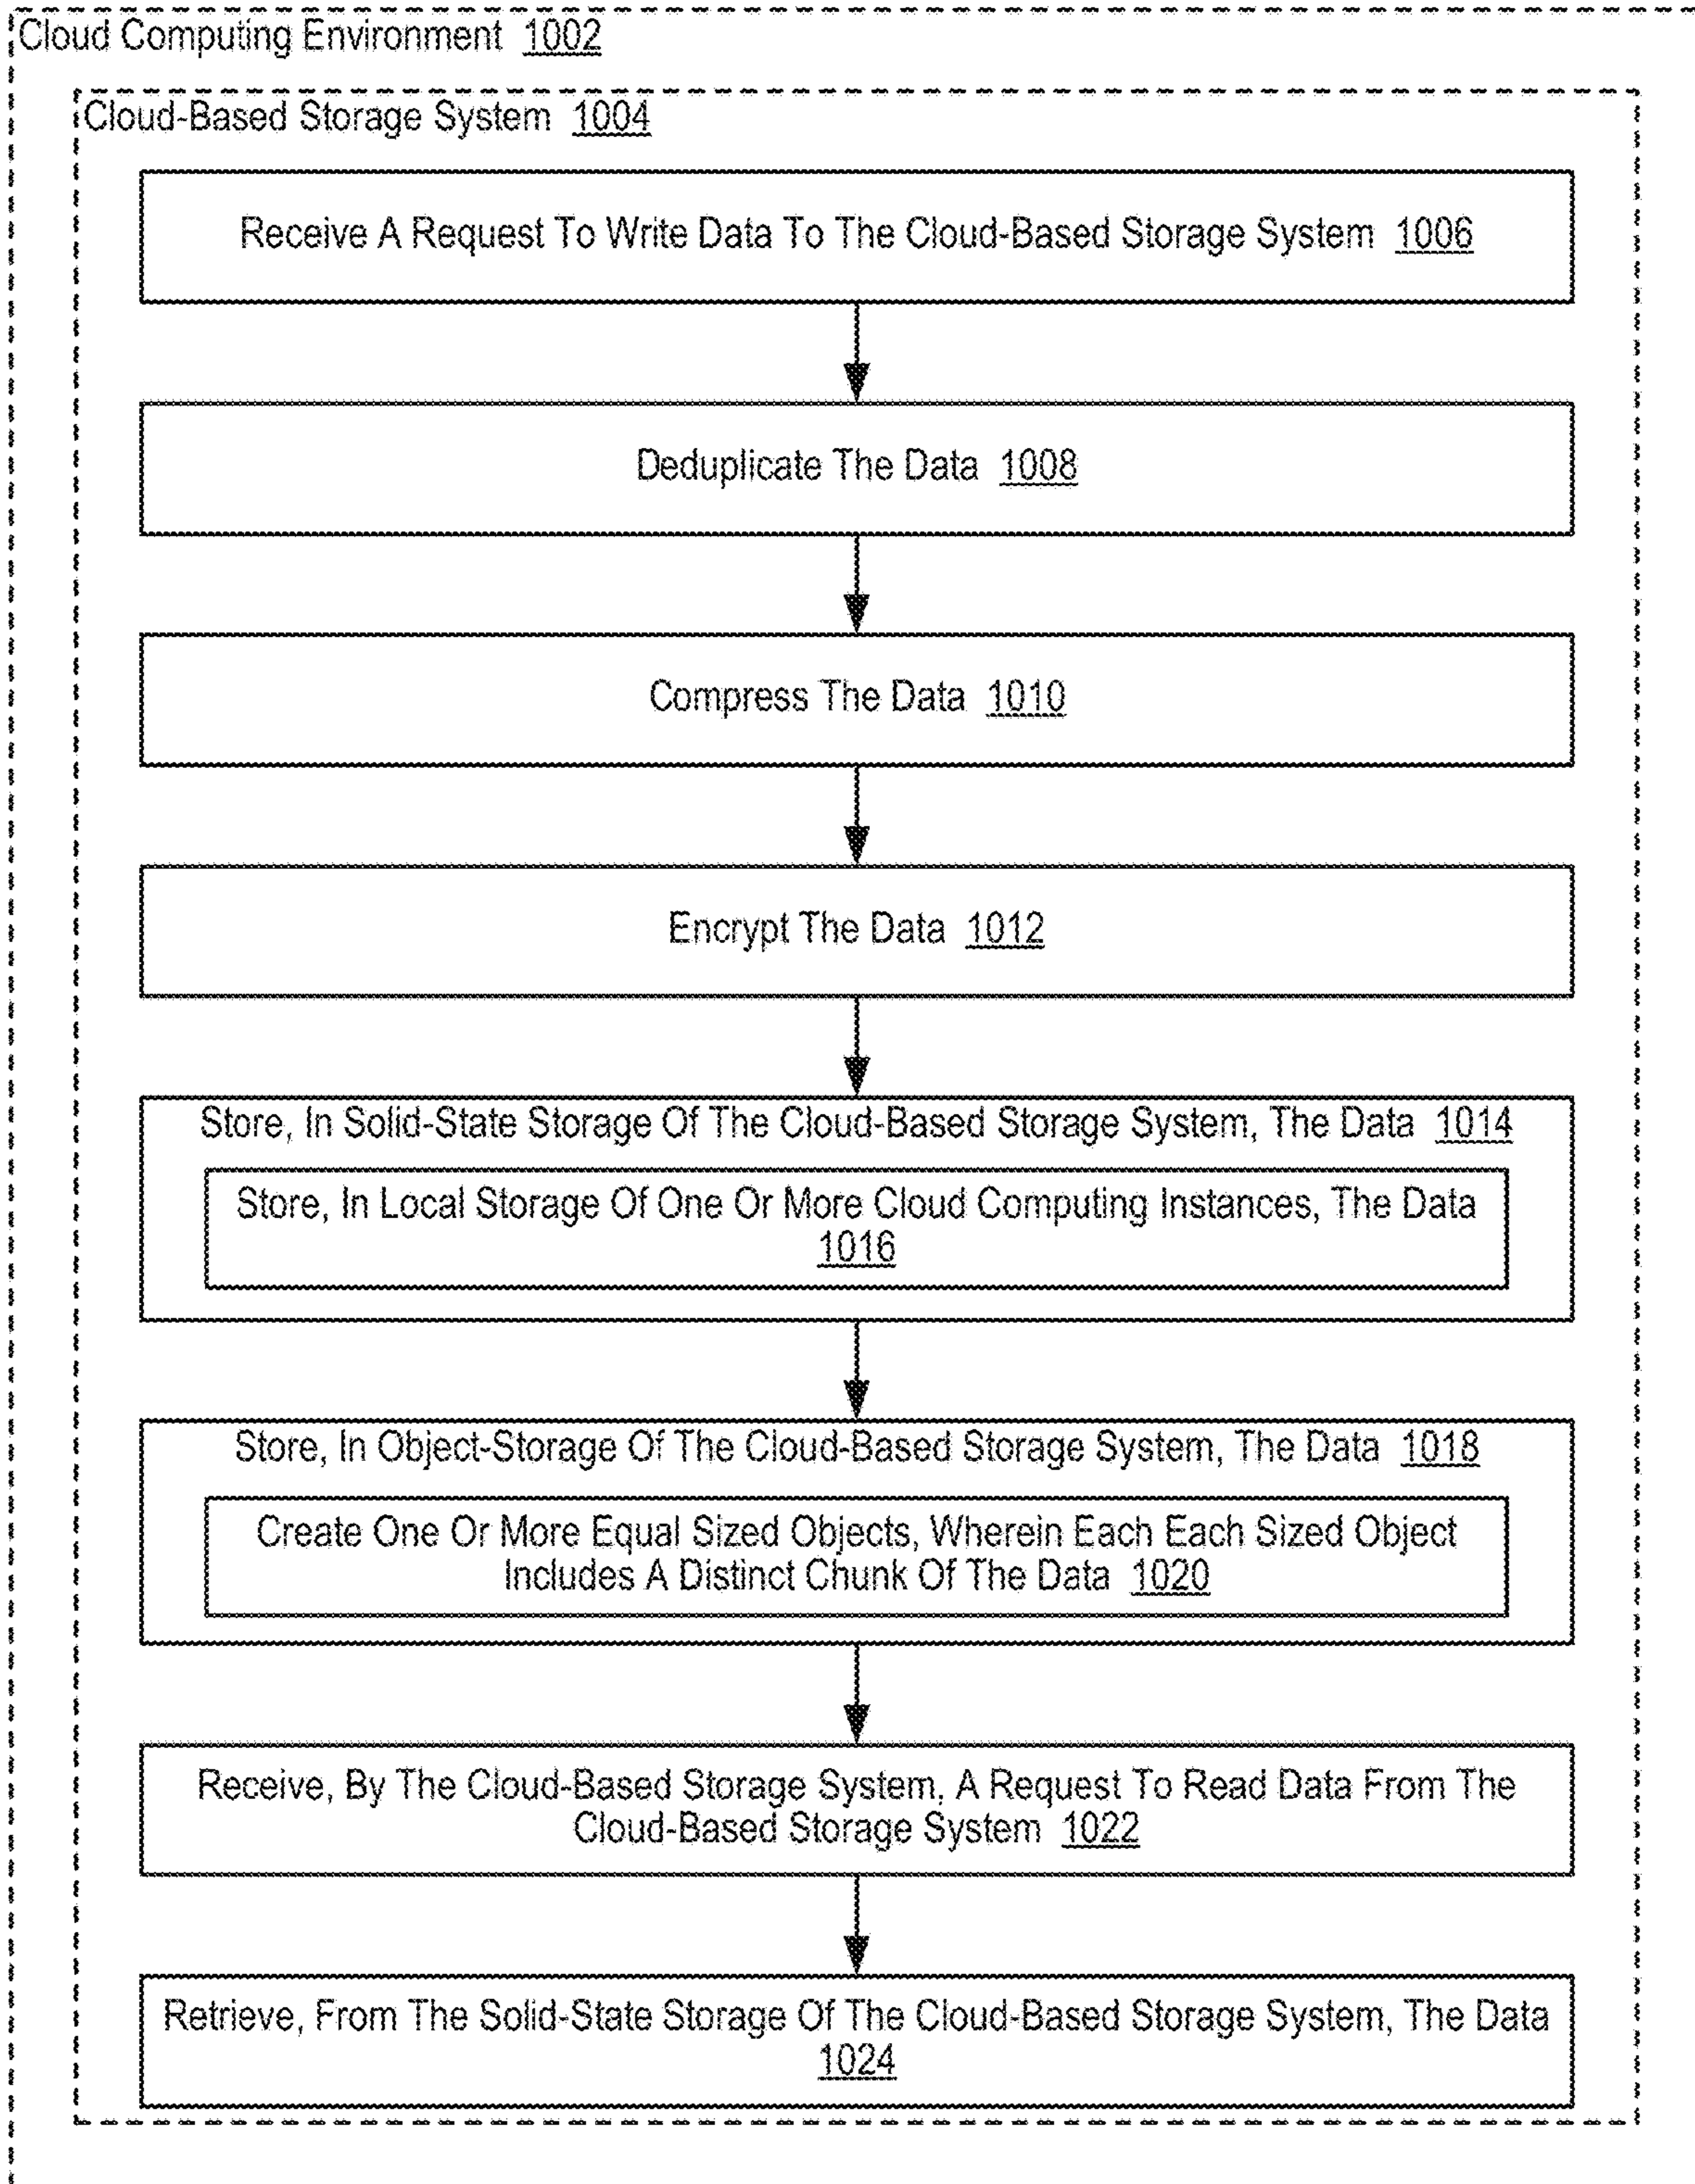 Cloud Computing Environment 1002
Cloud-Based Storage System 1004
Receive A Request To Write Data To The Cloud-Based Storage System 1006
Deduplicate The Data 1008
Compress The Data 1010
Encrypt The Data 1012
Store, In Solid-State Storage Of The Cloud-Based Storage System, The Data 1014
Store, In Local Storage Of One Or More Cloud Computing Instances, The Data
1016
Store, In Object-Storage Of The Cloud-Based Storage System, The Data 1018
Create One Or More Equal Sized Objects, Wherein Each Each Sized Object
Includes A Distinct Chunk Of The Data 1020
Receive, By The Cloud-Based Storage System, A Request To Read Data From The
Cloud-Based Storage System 1022
Retrieve, From The Solid-State Storage Of The Cloud-Based Storage System, The Data
1024